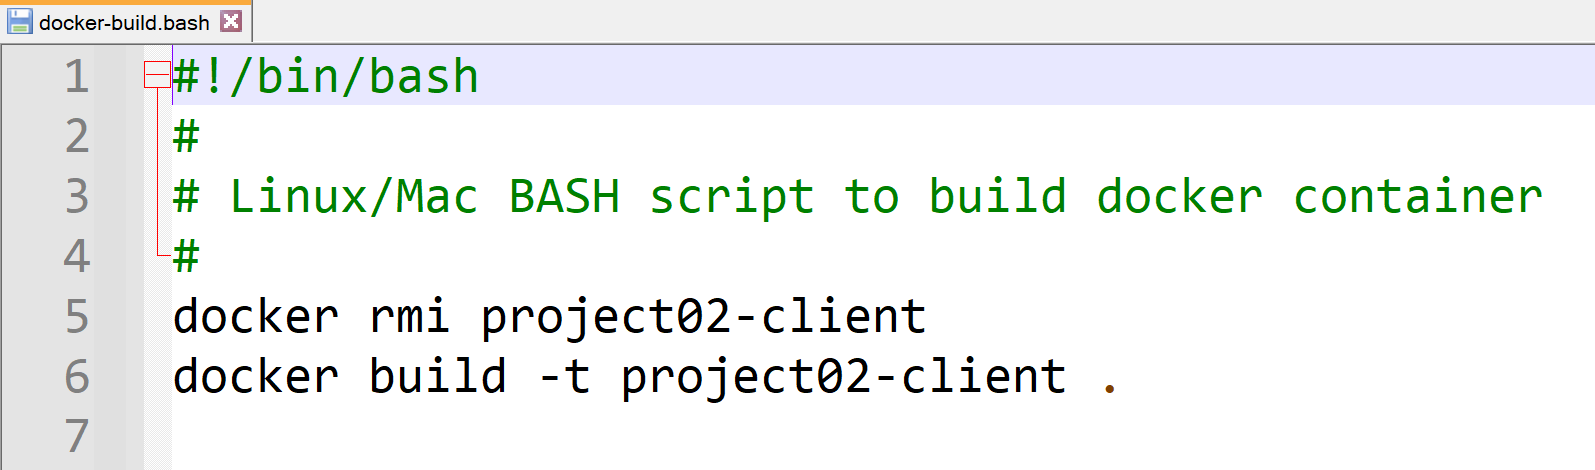 docker-build.bash
1 #!/bin/bash
2 #
3 # Linux/Mac BASH script to build docker container
4 #
5 docker rmi project02-client
6 docker build -t project02-client .
7